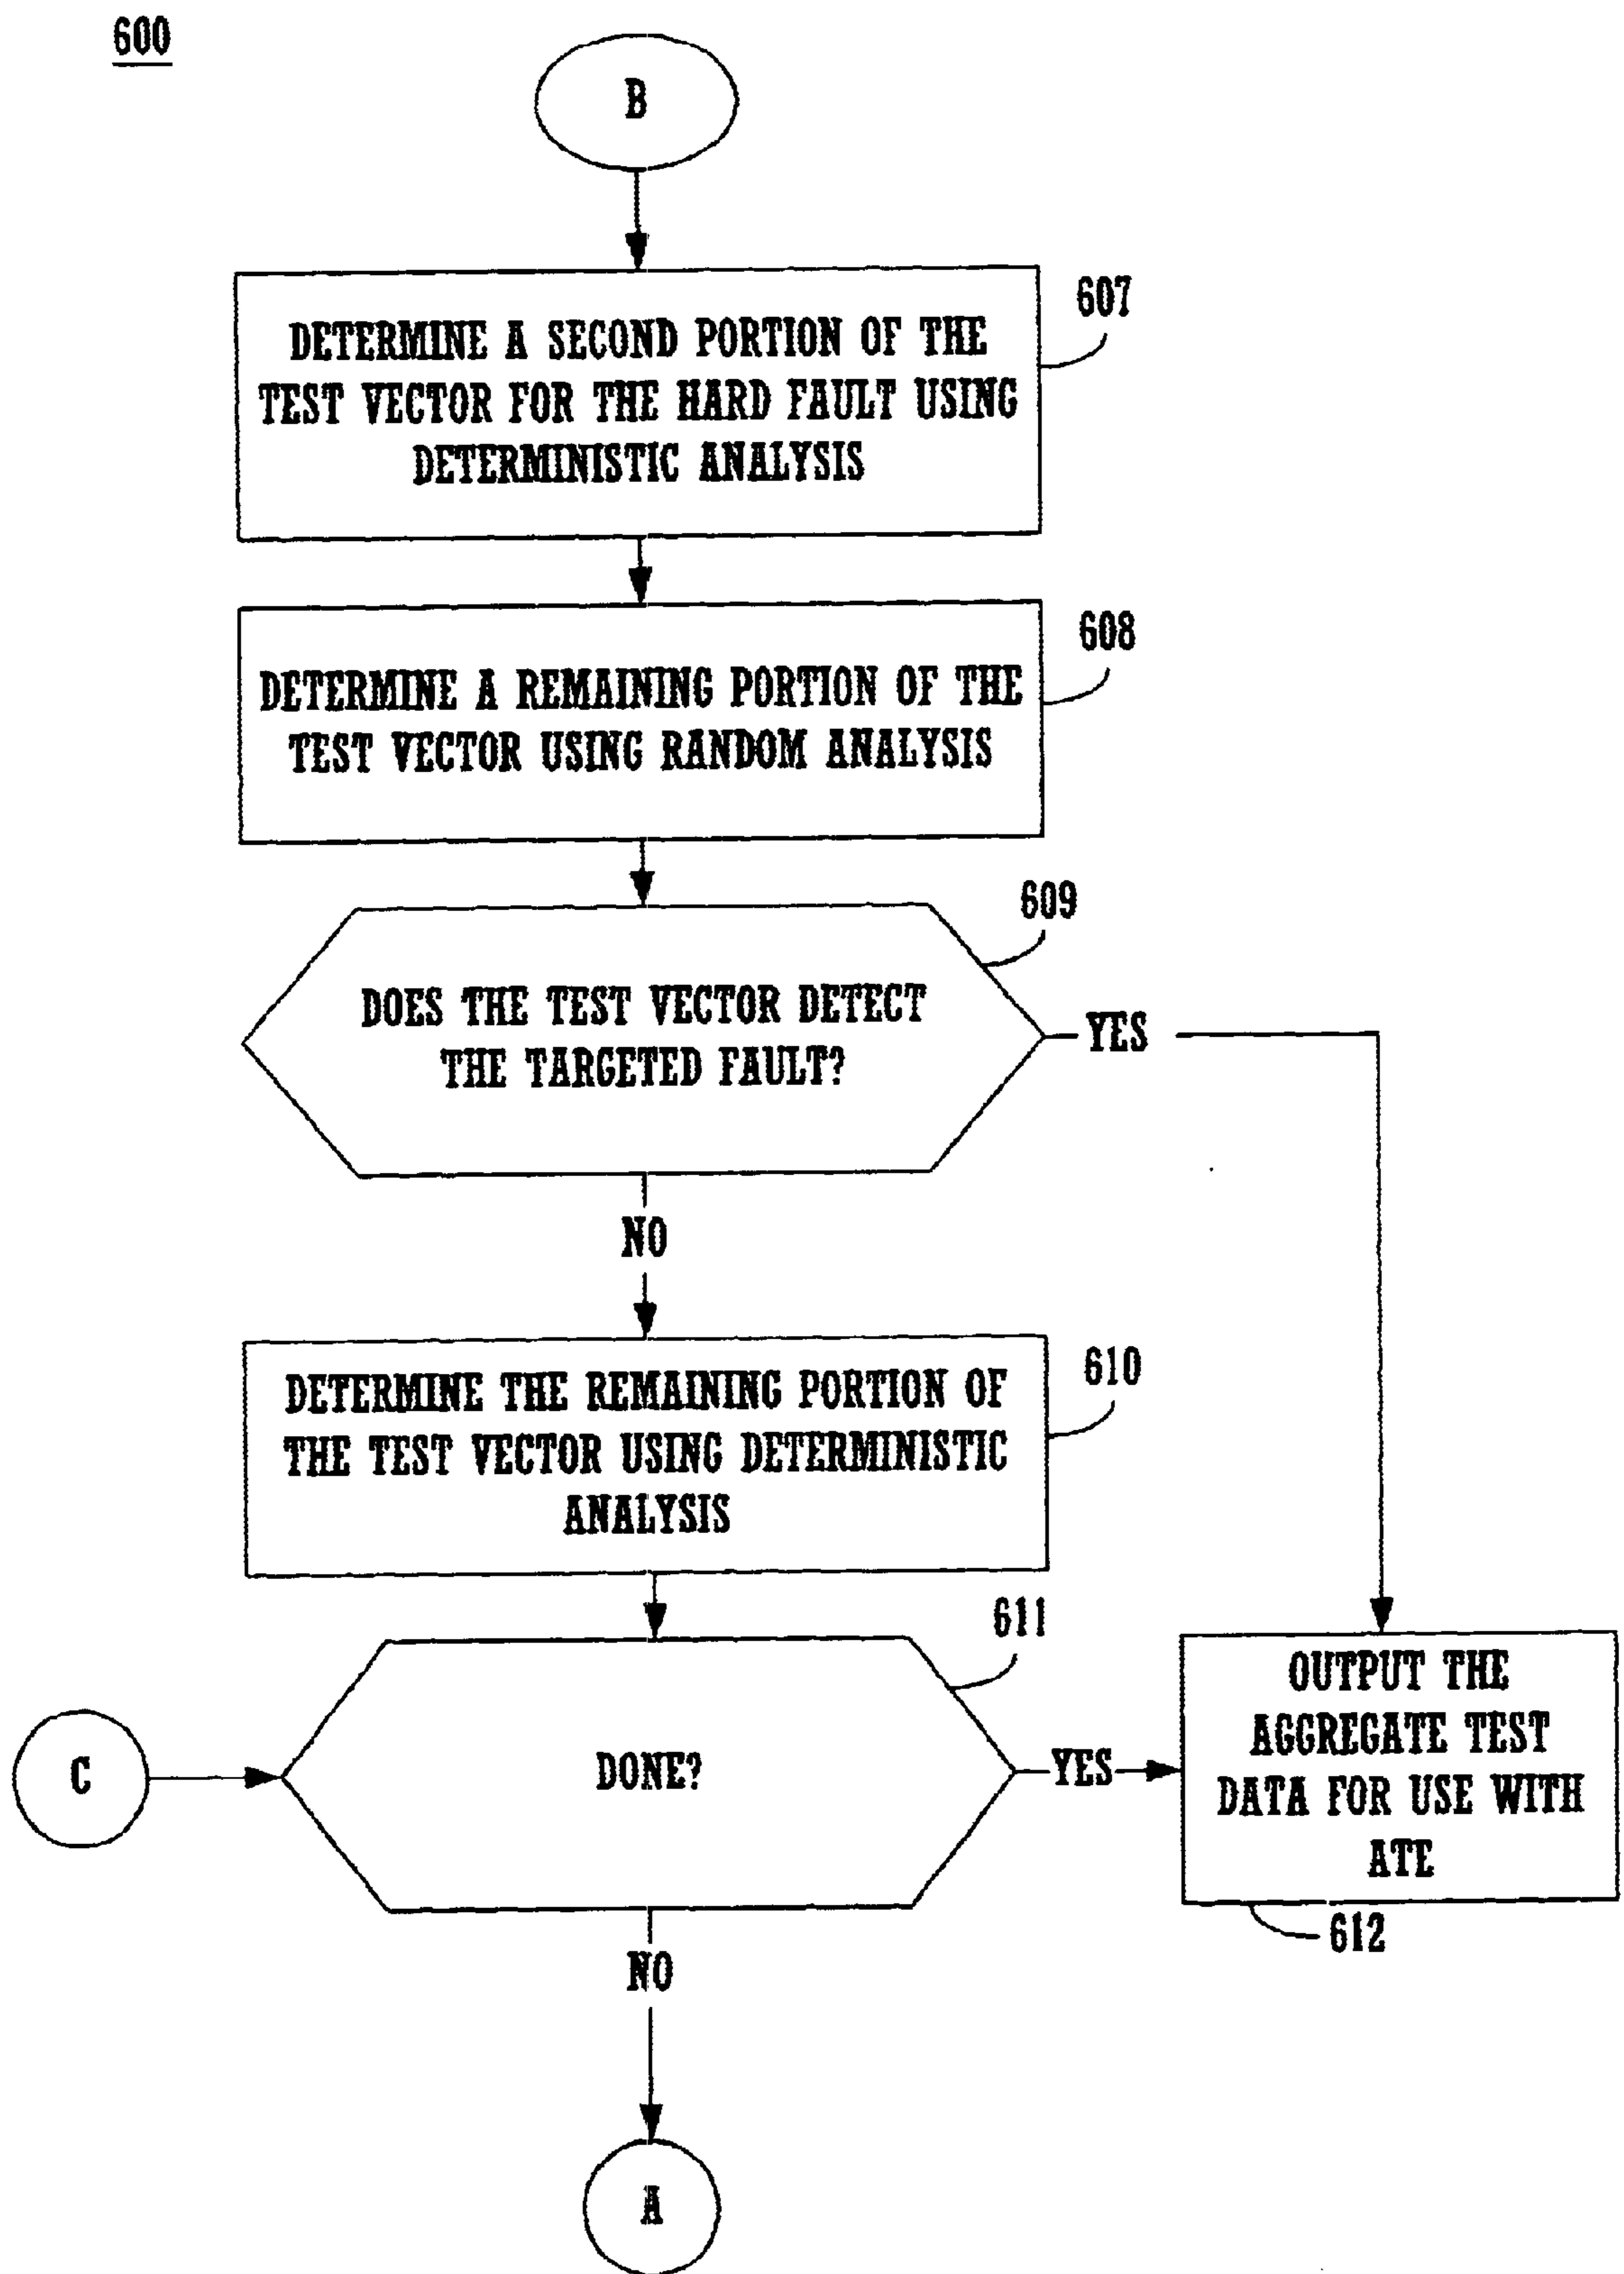 600
B
DETERMINE A SECOND PORTION OF THE
TEST VECTOR FOR THE HARD FAULT USING
DETERMINISTIC ANALYSIS
607
DETERMINE A REMAINING PORTION OF THE
TEST VECTOR USING RANDOM ANALYSIS
608
DOES THE TEST VECTOR DETECT
THE TARGETED FAULT?
609
YES
NO
DETERMINE THE REMAINING PORTION OF
THE TEST VECTOR USING DETERMINISTIC
ANALYSIS
610
C
DONE?
611
YES
OUTPUT THE
AGGREGATE TEST
DATA FOR USE WITH
ATE
612
NO
A